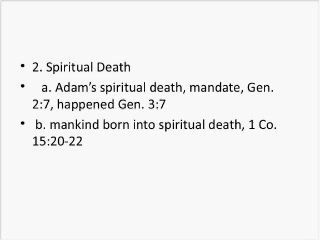 • 2. Spiritual Death
• a. Adam's spiritual death, mandate, Gen.
2:7, happened Gen. 3:7
• b. mankind born into spiritual death, 1 Co.
15:20-22